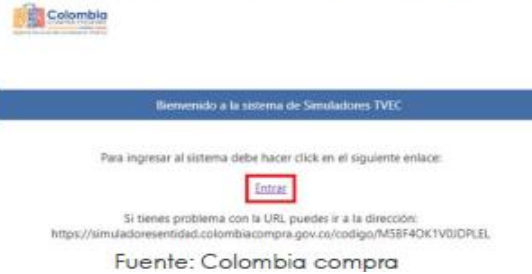 Colombia
Bienvenido a la sistema de Simuladores TVEC
Para ingresar al sistema debe hacer click en el siguiente enlace:
Entrar
Si tienes problema con la URL puedes ir a la dirección:
https://simuladoresentidad.colombiacompra.gov.co/codigo/M5BF4OK1V0JDPLEL
Fuente: Colombia compra